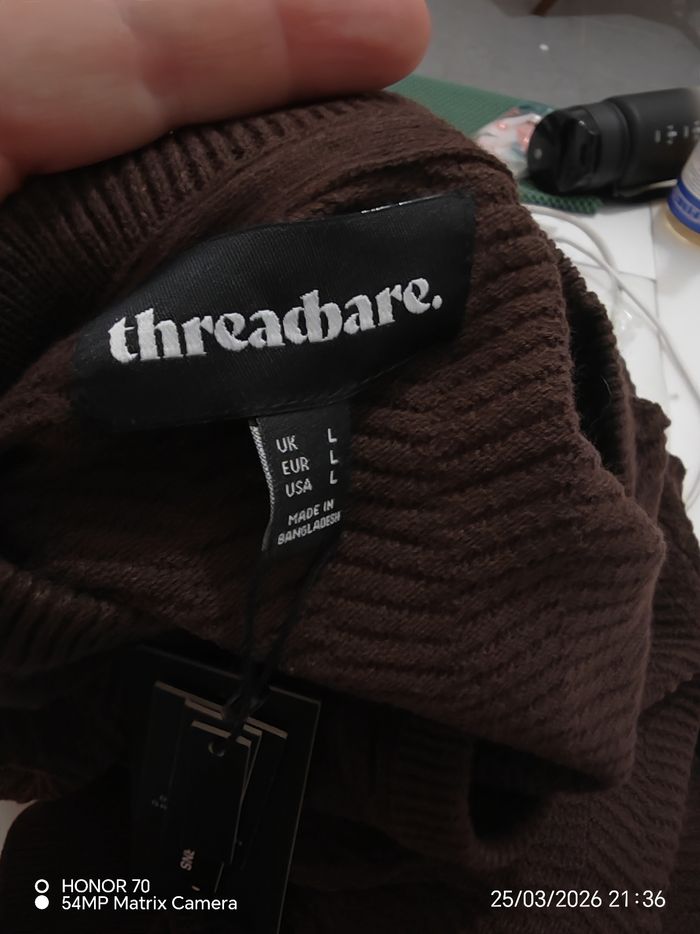 threadbare.
UK L
EUR L
USA L
MADE IN
BANGLADESH
HONOR 70
54MP Matrix Camera
25/03/2026 21:36